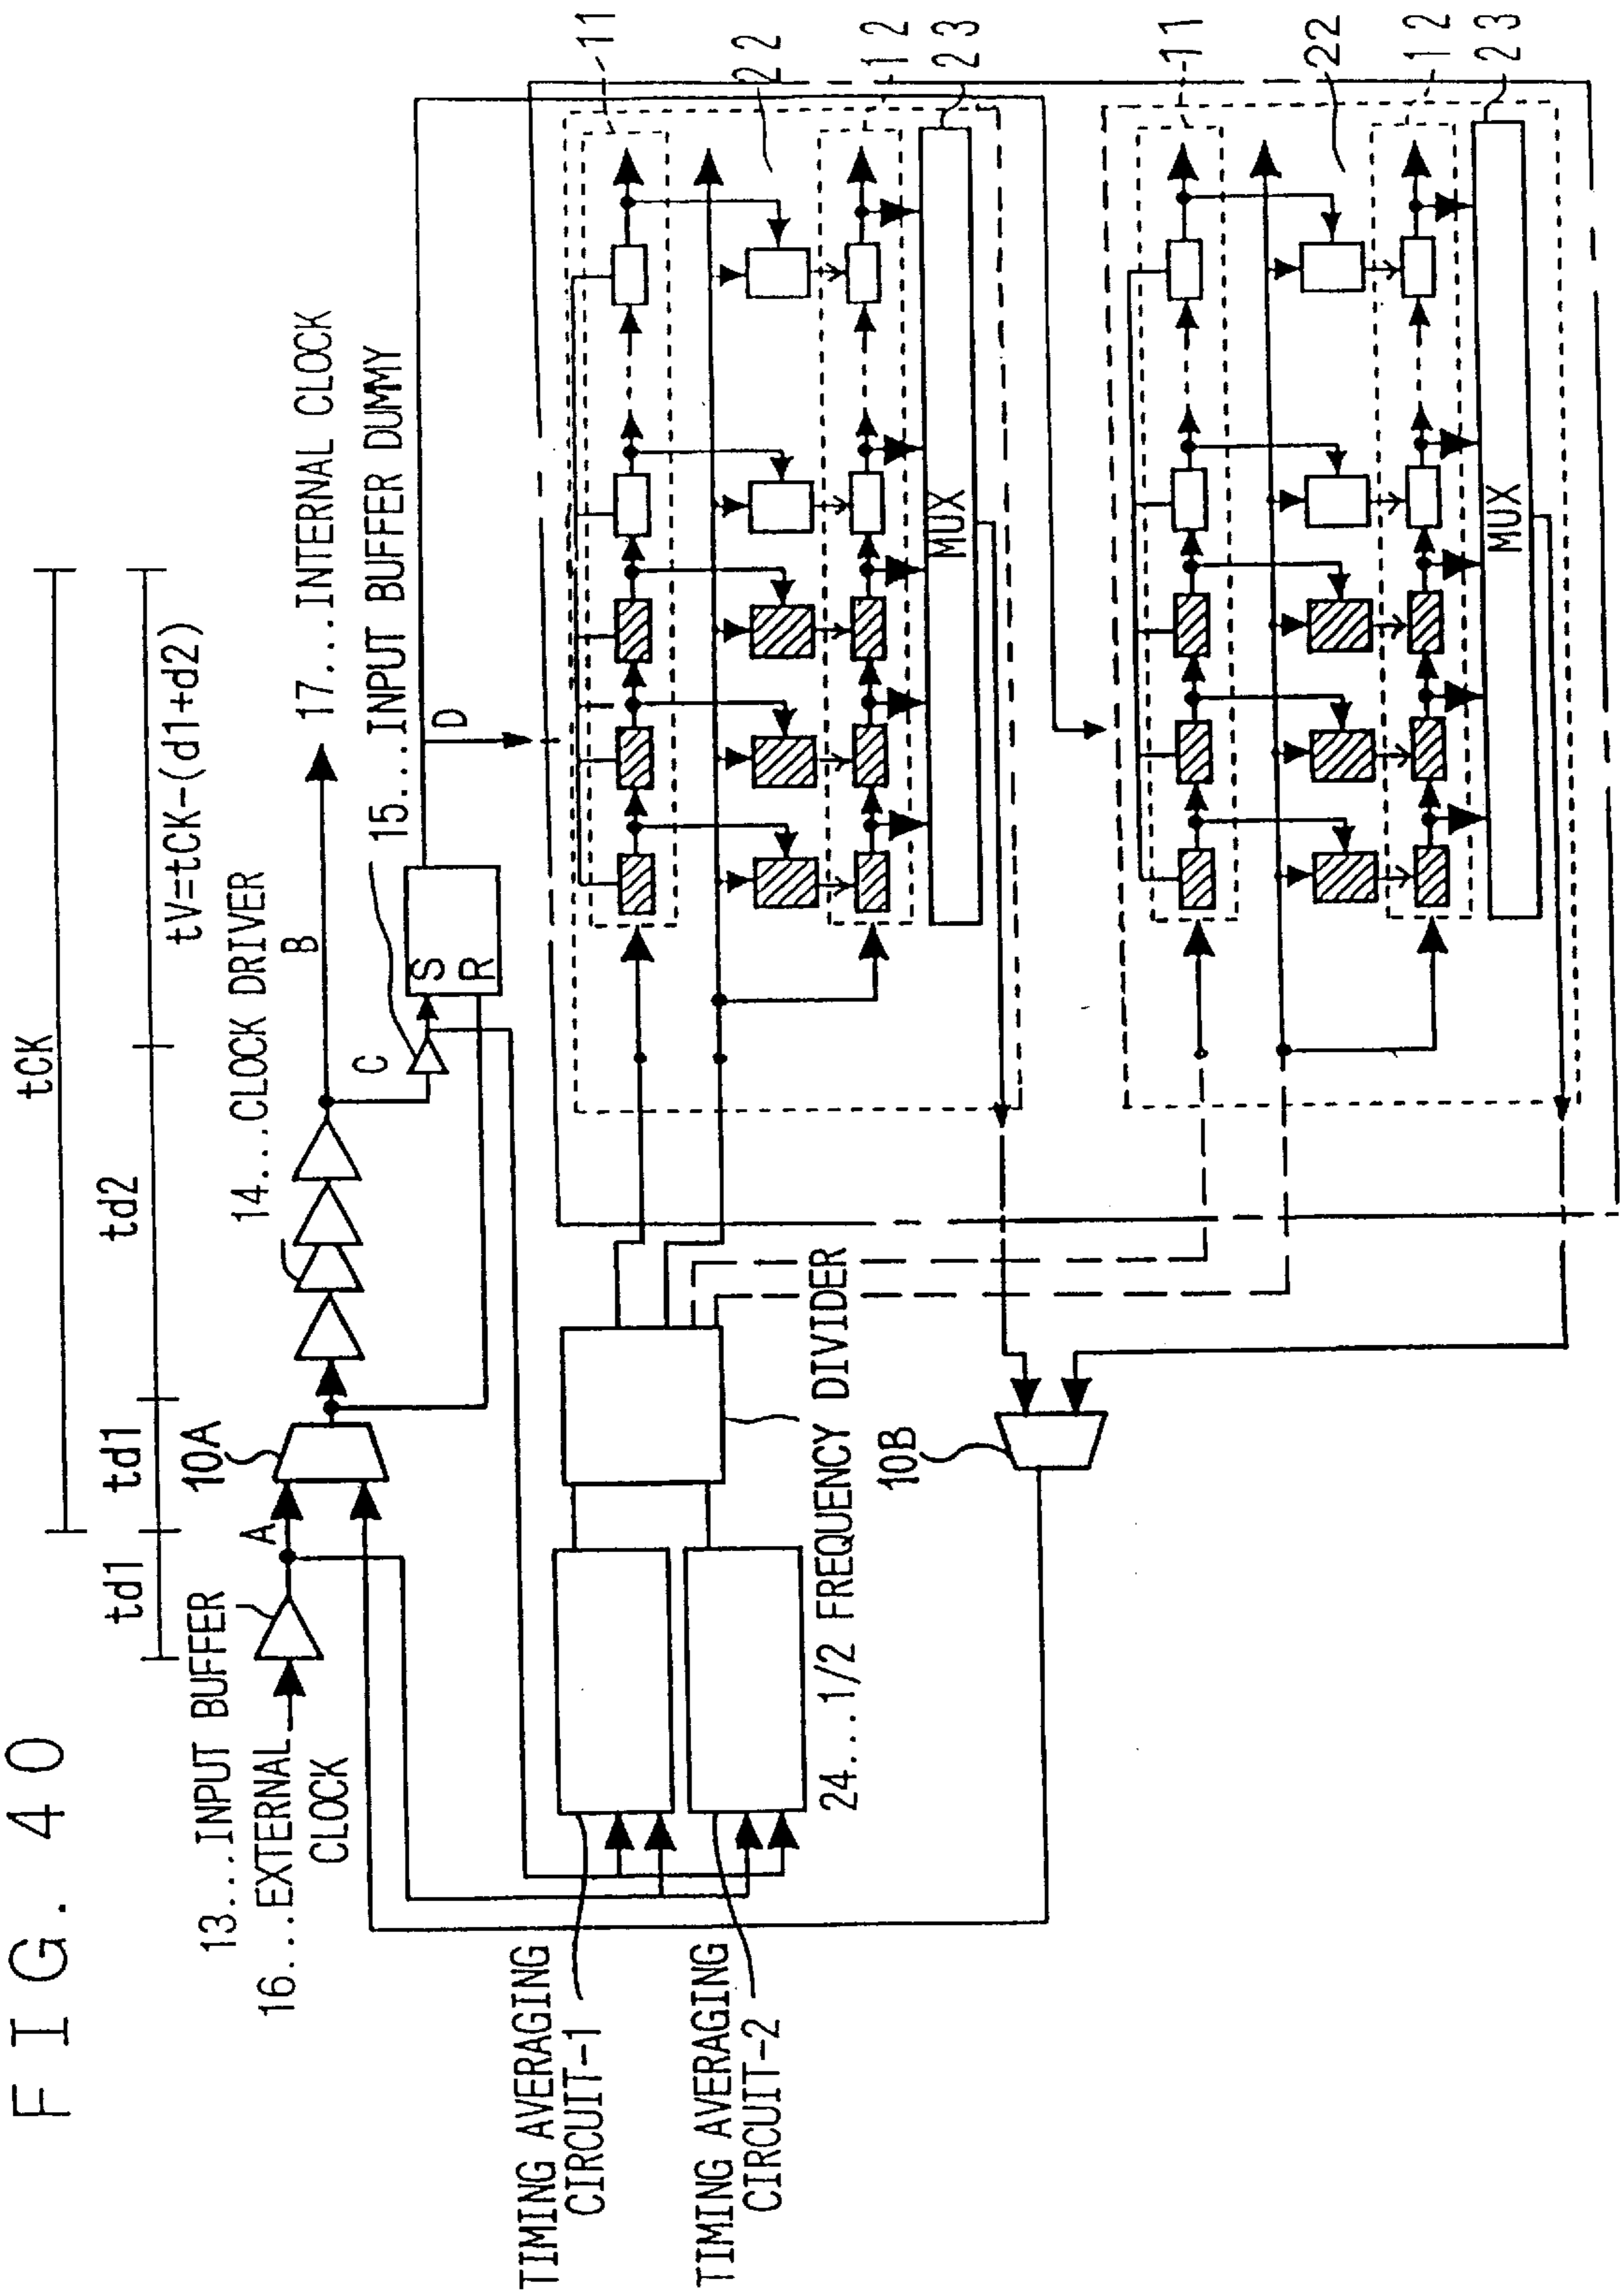 FIG. 40
tCK
td1
td1
td2
tV=tCK-(d1+d2)
13...INPUT BUFFER
16...EXTERNAL
CLOCK
A
10A
14...CLOCK DRIVER
B
17...INTERNAL CLOCK
C
15...INPUT BUFFER DUMMY
S
R
D
TIMING AVERAGING
CIRCUIT-1
TIMING AVERAGING
CIRCUIT-2
24...1/2 FREQUENCY DIVIDER
10B
11
22
12
23
MUX
11
22
12
23
MUX